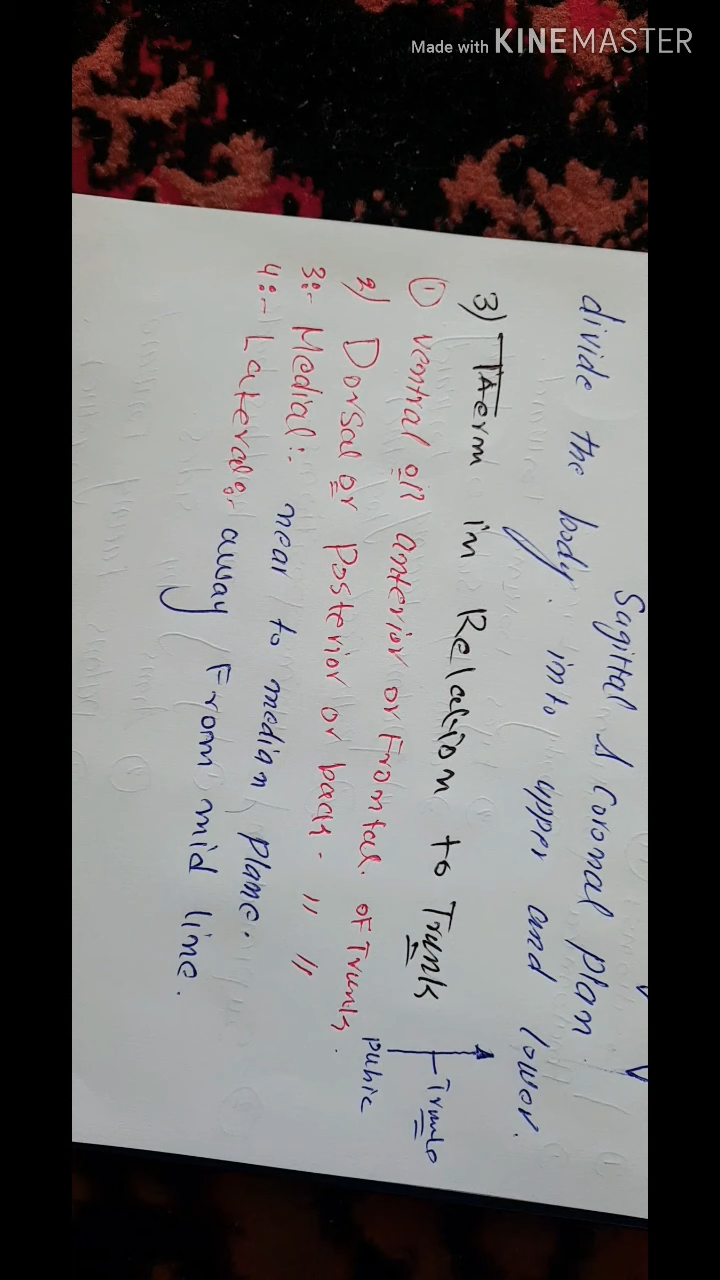 Made with KINEMASTER
Sagittal & Coronal plan
divide the body. into upper and lower.
3) Term in Relation to Trunk
① ventral or anterior or Frontal. of Trunk.
2) Dorsal or Posterior or back. " "
3:- Medial:- near to median plane.
4:- Lateral:- away From mid line.
Trunk
pubic